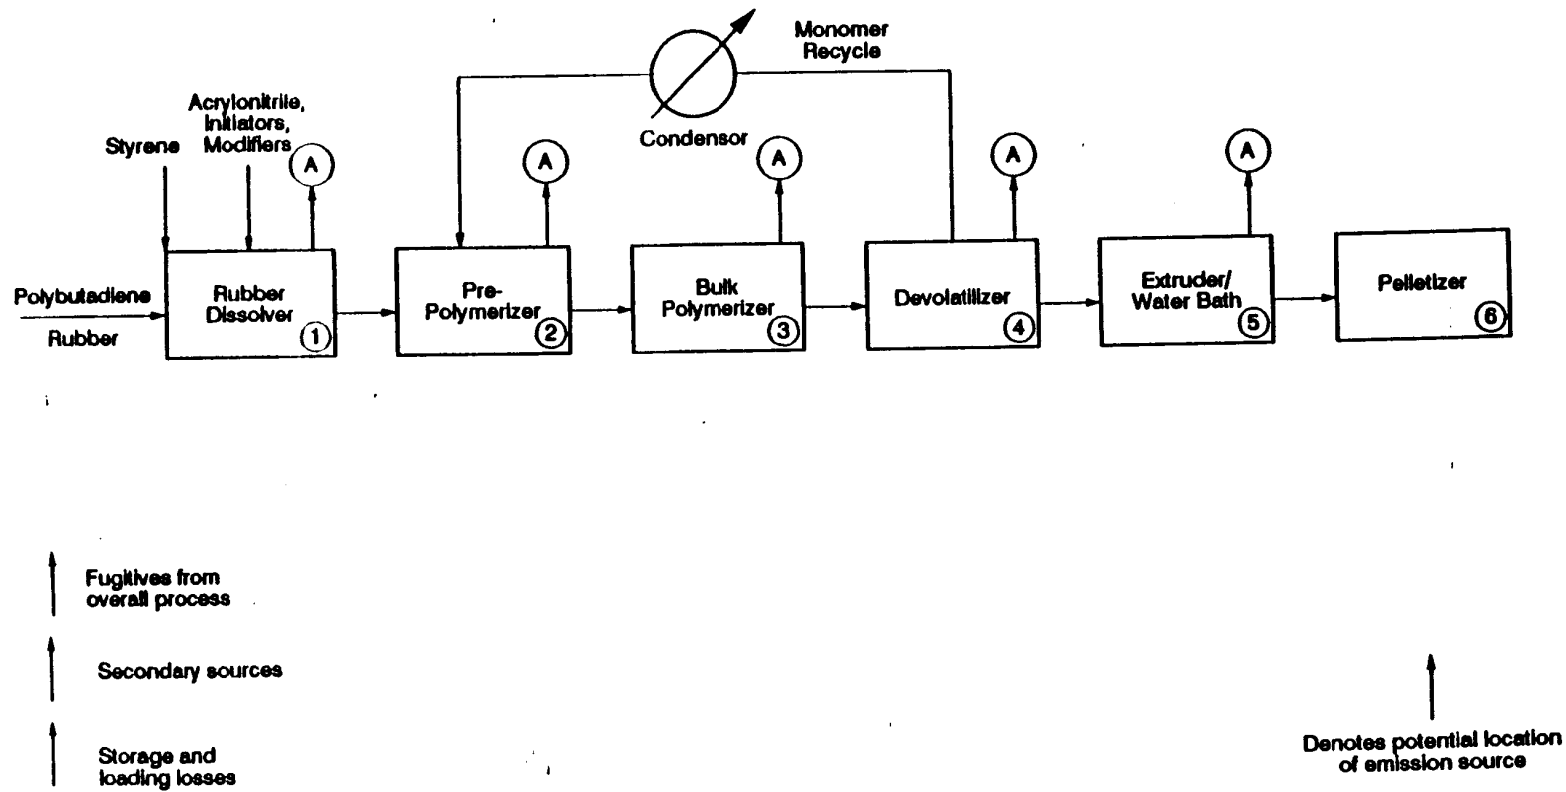 Monomer
Recycle
Condensor
Styrene
Acrylonitrile,
Initiators,
Modifiers
A
A
A
A
A
Polybutadiene
Rubber
Rubber
Dissolver
1
Pre-
Polymerizer
2
Bulk
Polymerizer
3
Devolatilizer
4
Extruder/
Water Bath
5
Pelletizer
6
Fugitives from
overall process
Secondary sources
Storage and
loading losses
Denotes potential location
of emission source